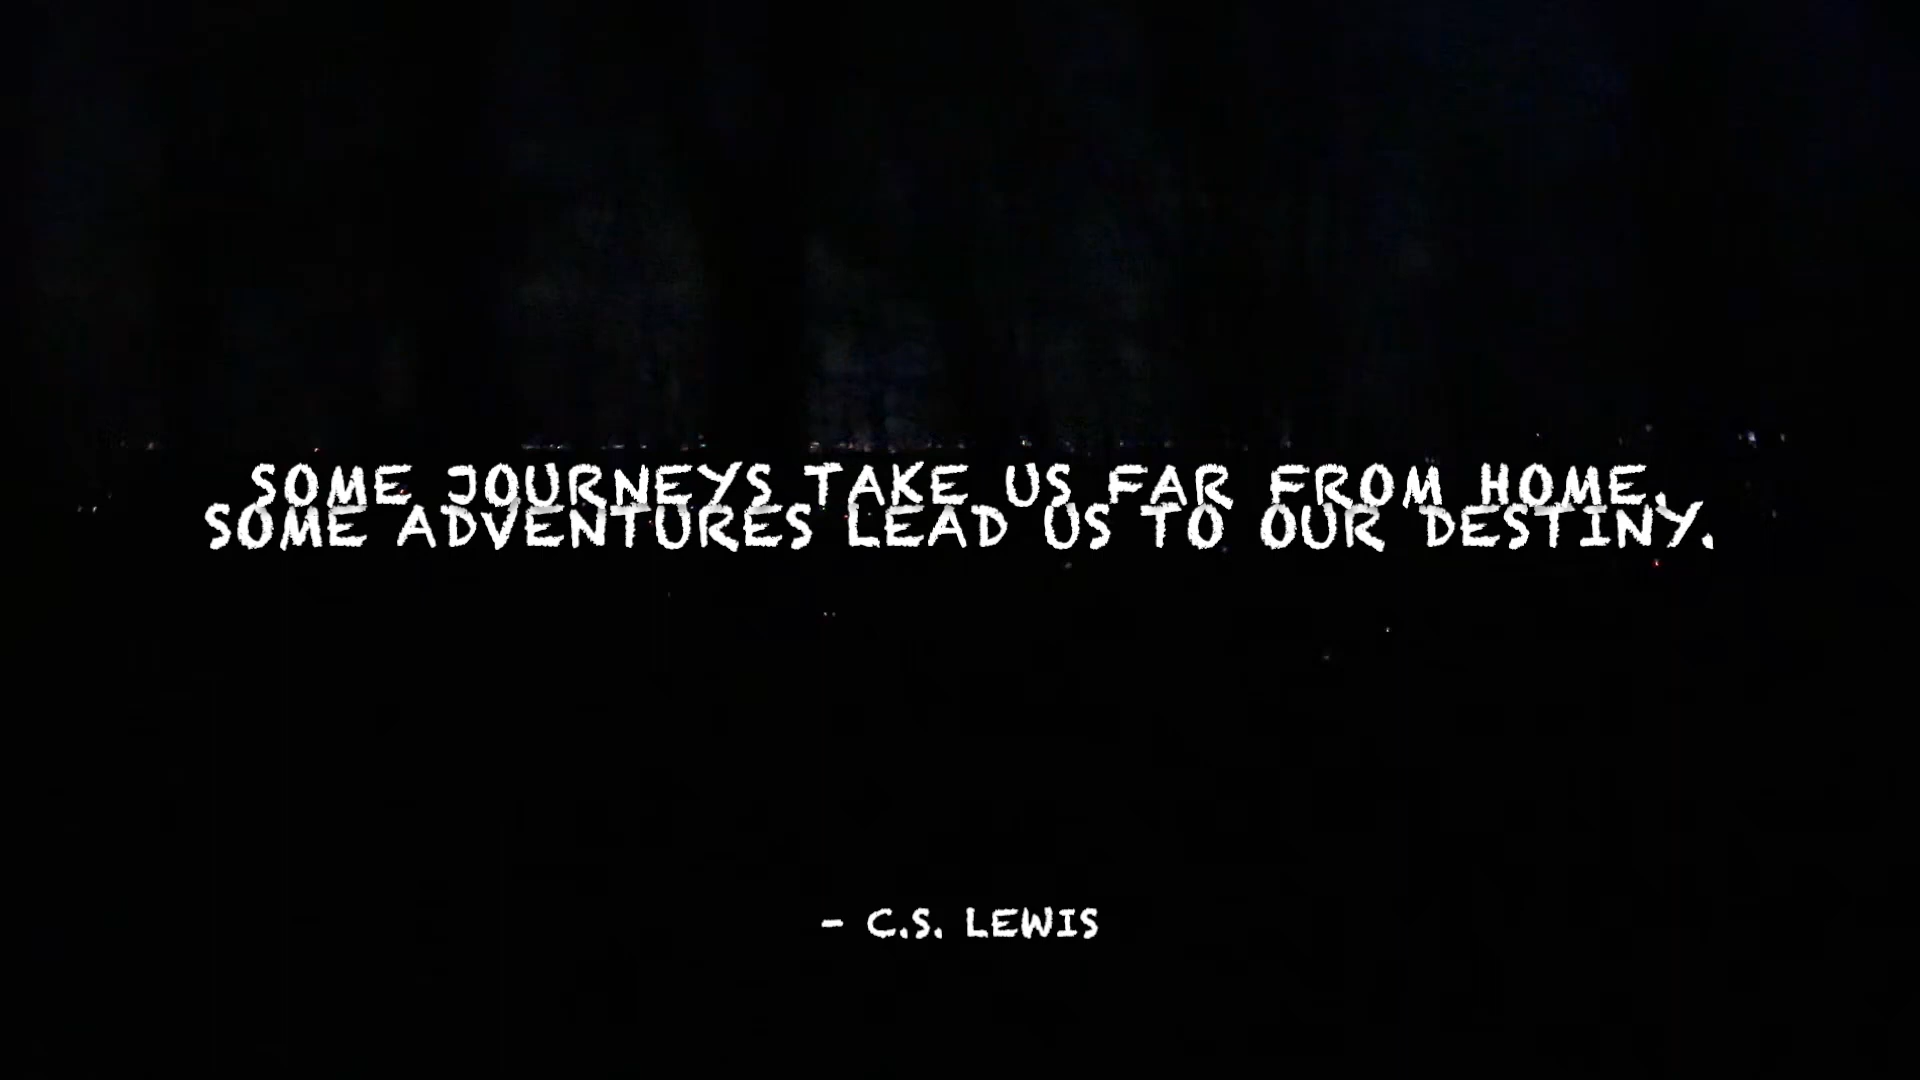 SOME JOURNEYS TAKE US FAR FROM HOME.
SOME ADVENTURES LEAD US TO OUR DESTINY.
- C.S. LEWIS